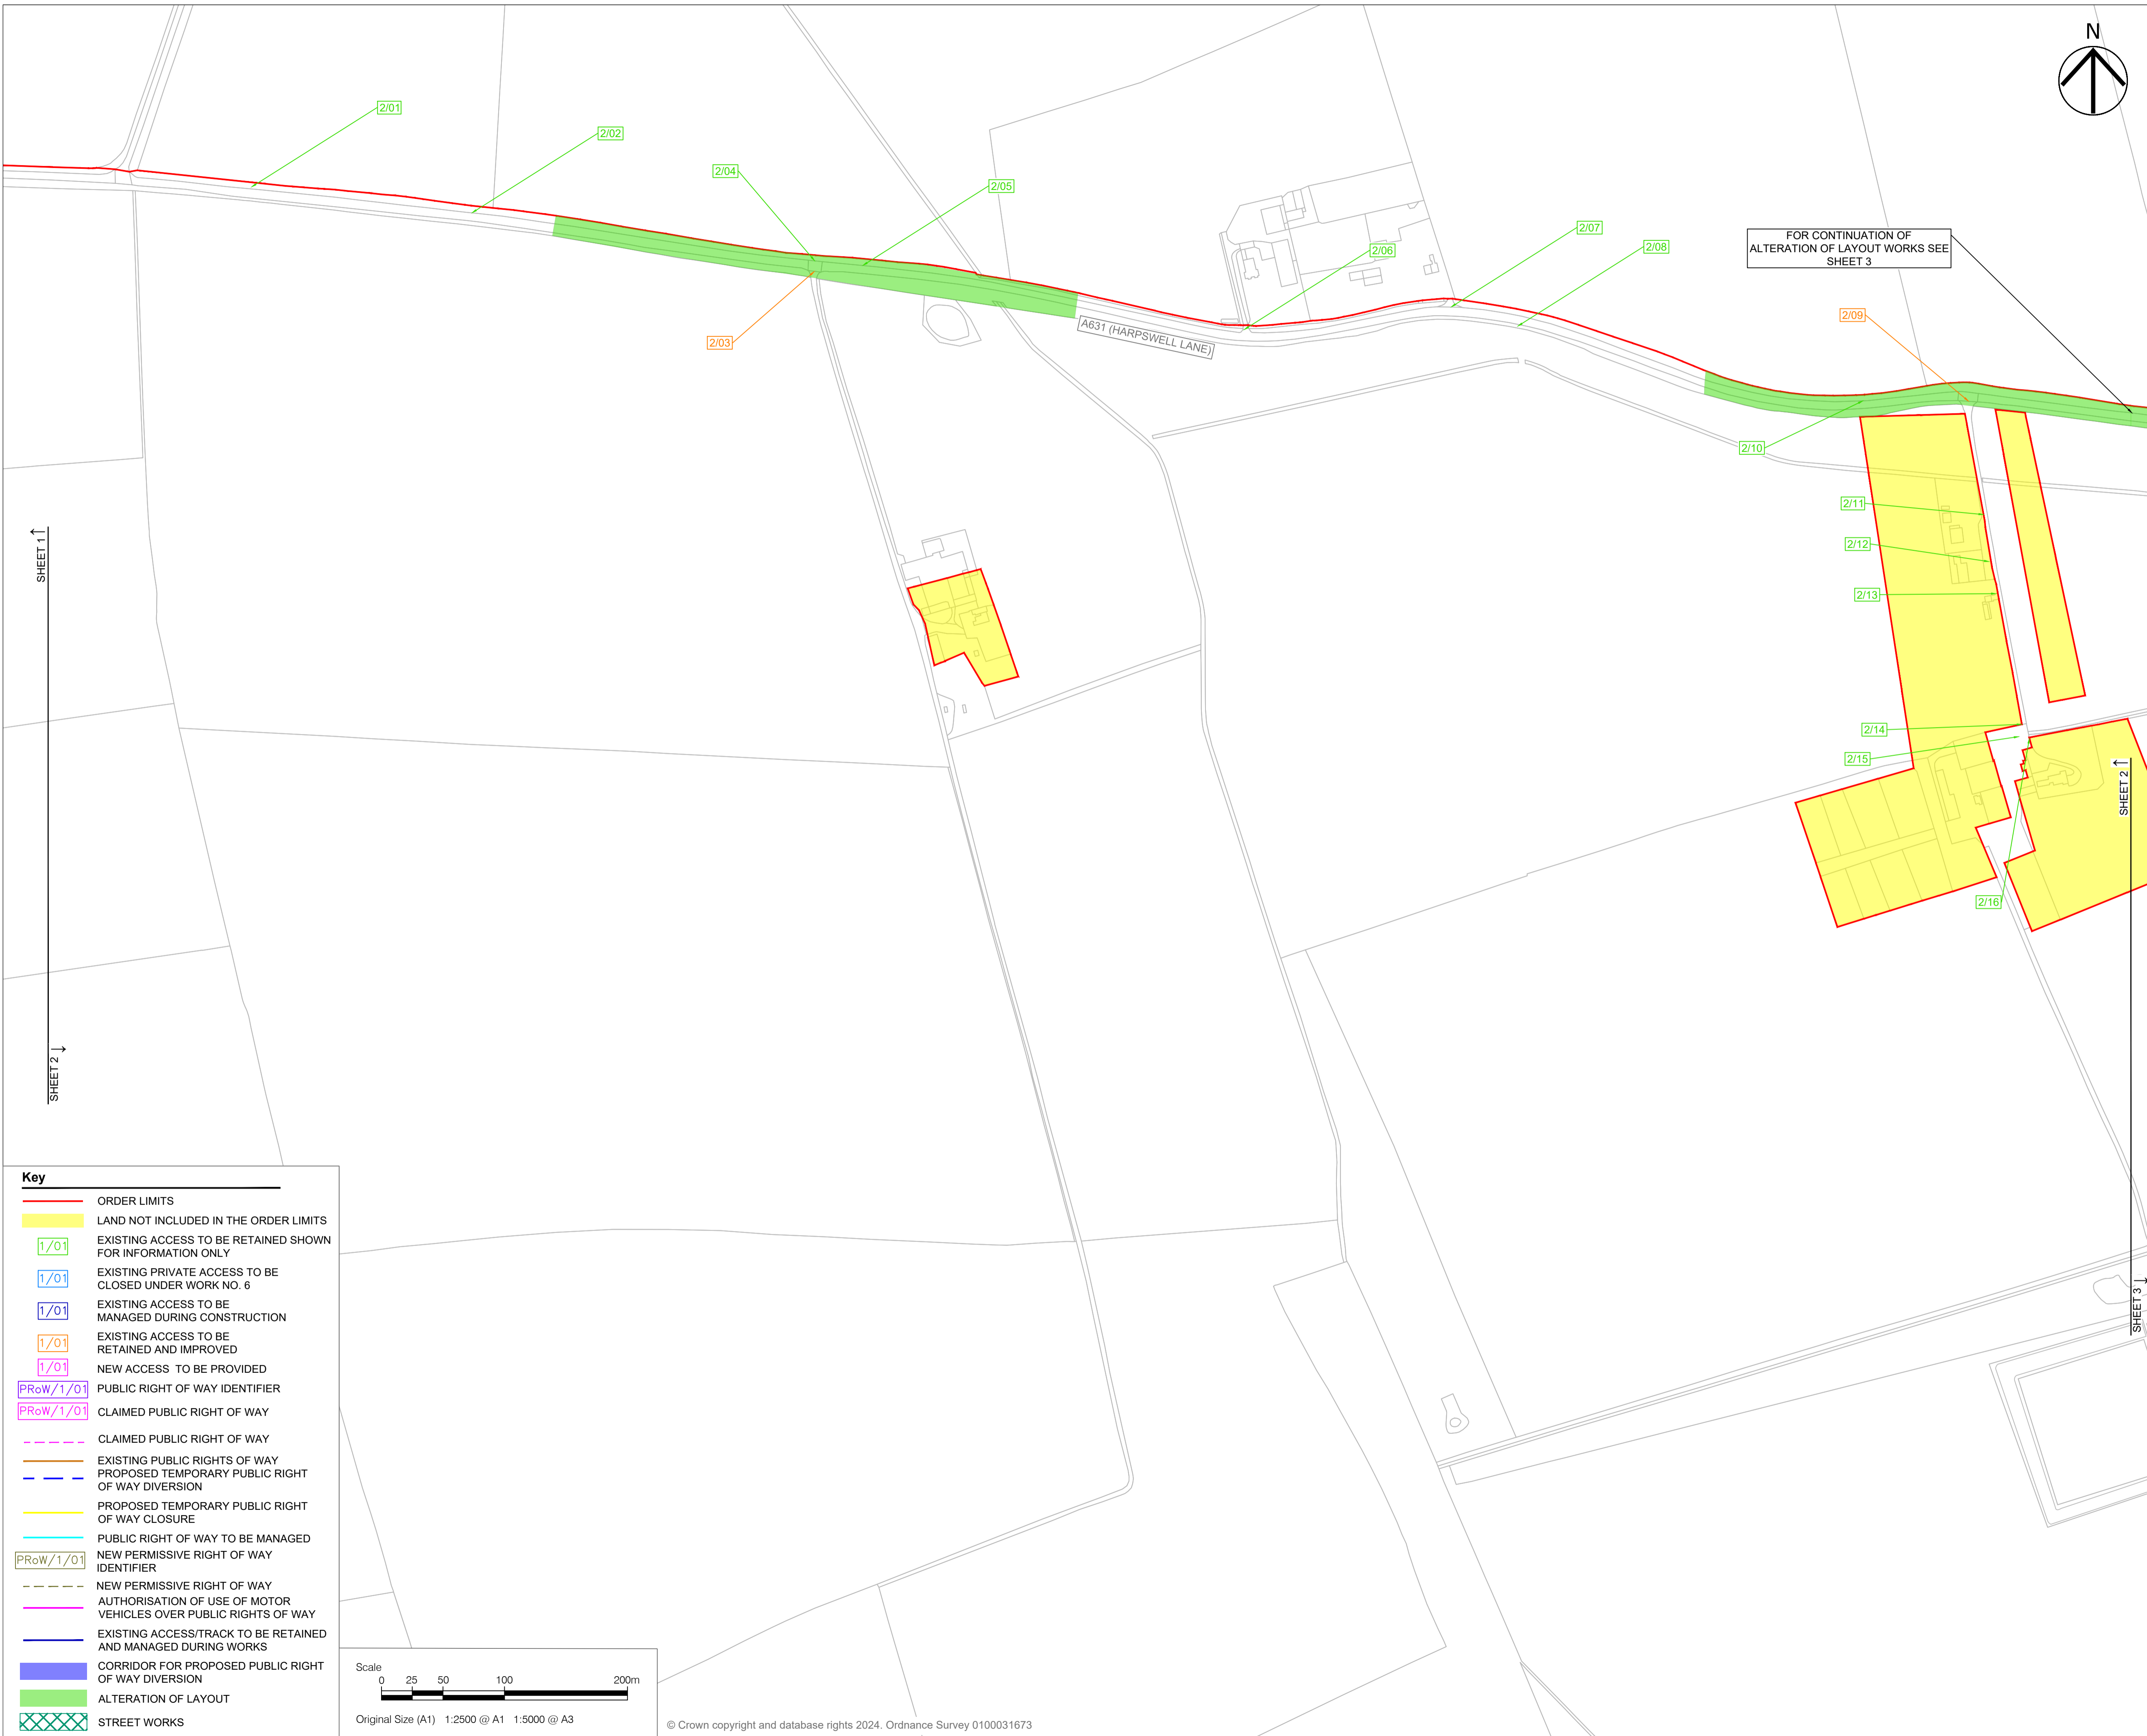 N
2/01
2/02
2/04
2/05
2/03
2/06
2/07
2/08
A631 (HARPSWELL LANE)
FOR CONTINUATION OF
ALTERATION OF LAYOUT WORKS SEE
SHEET 3
2/09
2/10
2/11
2/12
2/13
2/14
2/15
2/16
SHEET 1
SHEET 2
SHEET 2
SHEET 3
Key
ORDER LIMITS
LAND NOT INCLUDED IN THE ORDER LIMITS
1/01 EXISTING ACCESS TO BE RETAINED SHOWN
FOR INFORMATION ONLY
1/01 EXISTING PRIVATE ACCESS TO BE
CLOSED UNDER WORK NO. 6
1/01 EXISTING ACCESS TO BE
MANAGED DURING CONSTRUCTION
1/01 EXISTING ACCESS TO BE
RETAINED AND IMPROVED
1/01 NEW ACCESS TO BE PROVIDED
PRoW/1/01 PUBLIC RIGHT OF WAY IDENTIFIER
PRoW/1/01 CLAIMED PUBLIC RIGHT OF WAY
CLAIMED PUBLIC RIGHT OF WAY
EXISTING PUBLIC RIGHTS OF WAY
PROPOSED TEMPORARY PUBLIC RIGHT
OF WAY DIVERSION
PROPOSED TEMPORARY PUBLIC RIGHT
OF WAY CLOSURE
PUBLIC RIGHT OF WAY TO BE MANAGED
PRoW/1/01 NEW PERMISSIVE RIGHT OF WAY
IDENTIFIER
NEW PERMISSIVE RIGHT OF WAY
AUTHORISATION OF USE OF MOTOR
VEHICLES OVER PUBLIC RIGHTS OF WAY
EXISTING ACCESS/TRACK TO BE RETAINED
AND MANAGED DURING WORKS
CORRIDOR FOR PROPOSED PUBLIC RIGHT
OF WAY DIVERSION
ALTERATION OF LAYOUT
STREET WORKS
Scale
0 25 50 100 200m
Original Size (A1) 1:2500 @ A1 1:5000 @ A3
© Crown copyright and database rights 2024. Ordnance Survey 0100031673